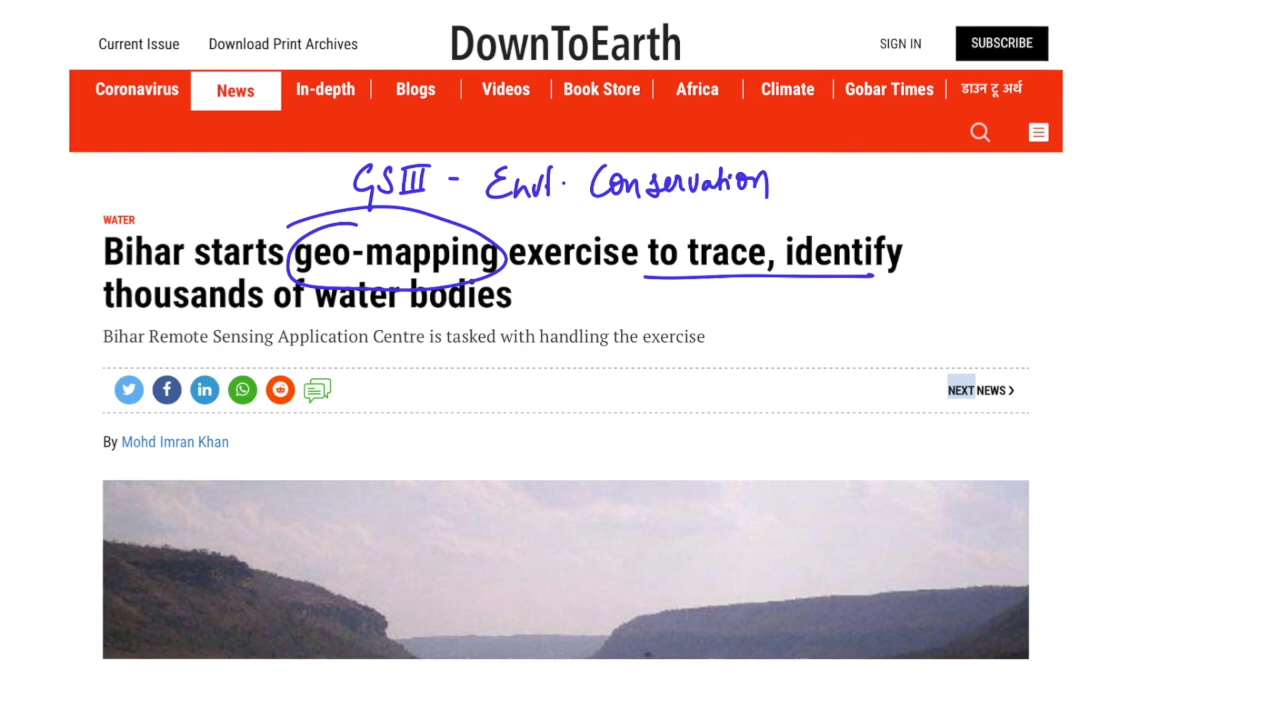 Current Issue Download Print Archives DownToEarth SIGN IN SUBSCRIBE
Coronavirus News In-depth Blogs Videos Book Store Africa Climate Gobar Times डाउन टू अर्थ
GS III - Envt. Conservation
WATER
Bihar starts geo-mapping exercise to trace, identify
thousands of water bodies
Bihar Remote Sensing Application Centre is tasked with handling the exercise
NEXT NEWS ›
By Mohd Imran Khan